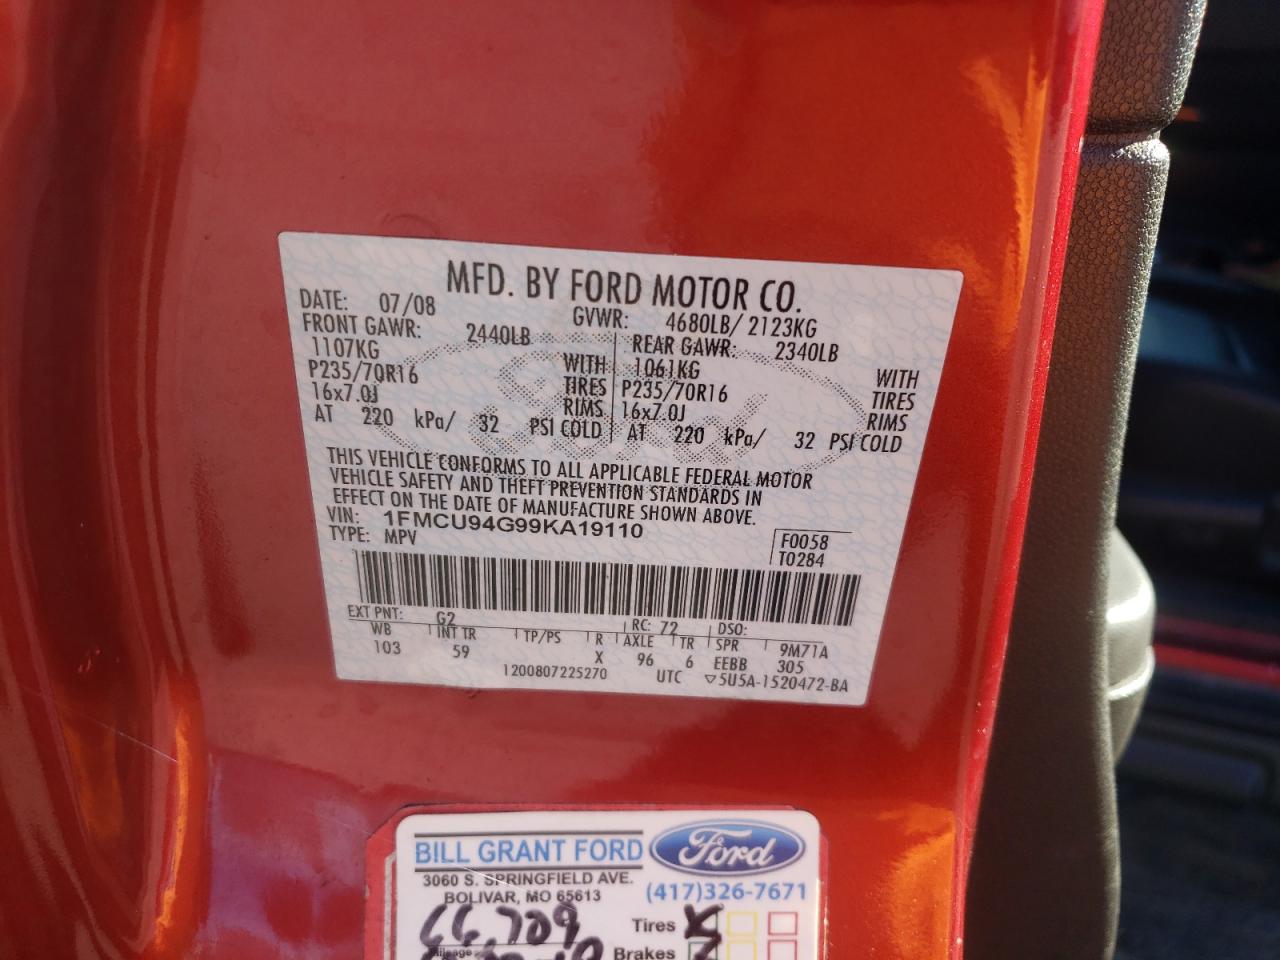 MFD. BY FORD MOTOR CO.
DATE: 07/08 GVWR: 4680LB/ 2123KG
FRONT GAWR: 2440LB REAR GAWR: 2340LB
1107KG WITH 1061KG WITH
P235/70R16 TIRES P235/70R16 TIRES
16x7.0J RIMS 16x7.0J RIMS
AT 220 kPa/ 32 PSI COLD AT 220 kPa/ 32 PSI COLD
THIS VEHICLE CONFORMS TO ALL APPLICABLE FEDERAL MOTOR
VEHICLE SAFETY AND THEFT PREVENTION STANDARDS IN
EFFECT ON THE DATE OF MANUFACTURE SHOWN ABOVE.
VIN: 1FMCU94G99KA19110
TYPE: MPV
F0058
T0284
EXT PNT: G2 RC: 72 DSO:
WB INT TR TP/PS R AXLE TR SPR 9M71A
103 59 X 96 6 EEBB 305
1200807225270 UTC ▽5U5A-1520472-BA
BILL GRANT FORD Ford
3060 S. SPRINGFIELD AVE. (417)326-7671
BOLIVAR, MO 65613
66,709 Tires
Mileage Brakes